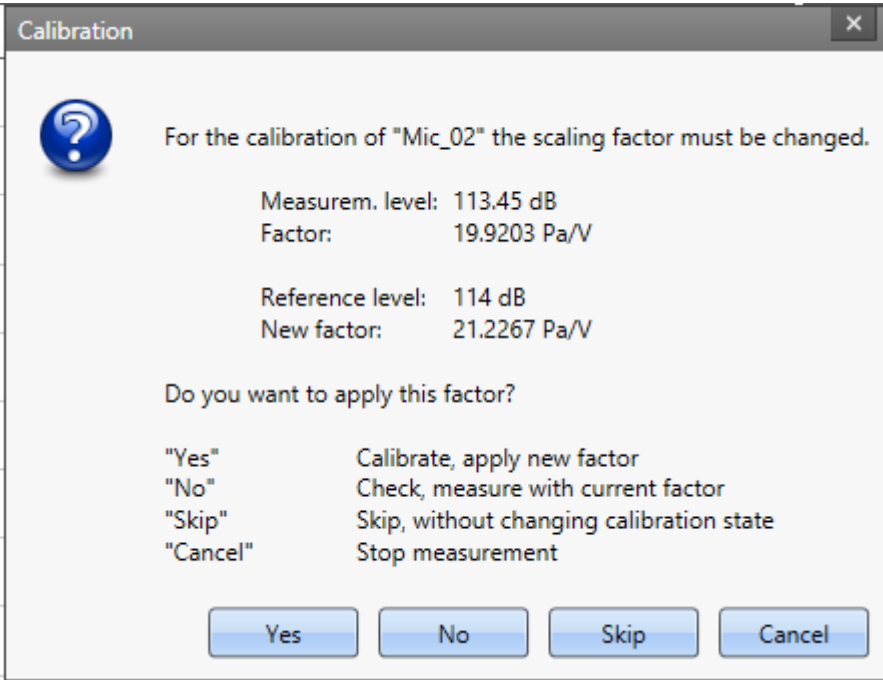 Calibration
For the calibration of "Mic_02" the scaling factor must be changed.
Measurem. level: 113.45 dB
Factor: 19.9203 Pa/V
Reference level: 114 dB
New factor: 21.2267 Pa/V
Do you want to apply this factor?
"Yes" Calibrate, apply new factor
"No" Check, measure with current factor
"Skip" Skip, without changing calibration state
"Cancel" Stop measurement
Yes No Skip Cancel